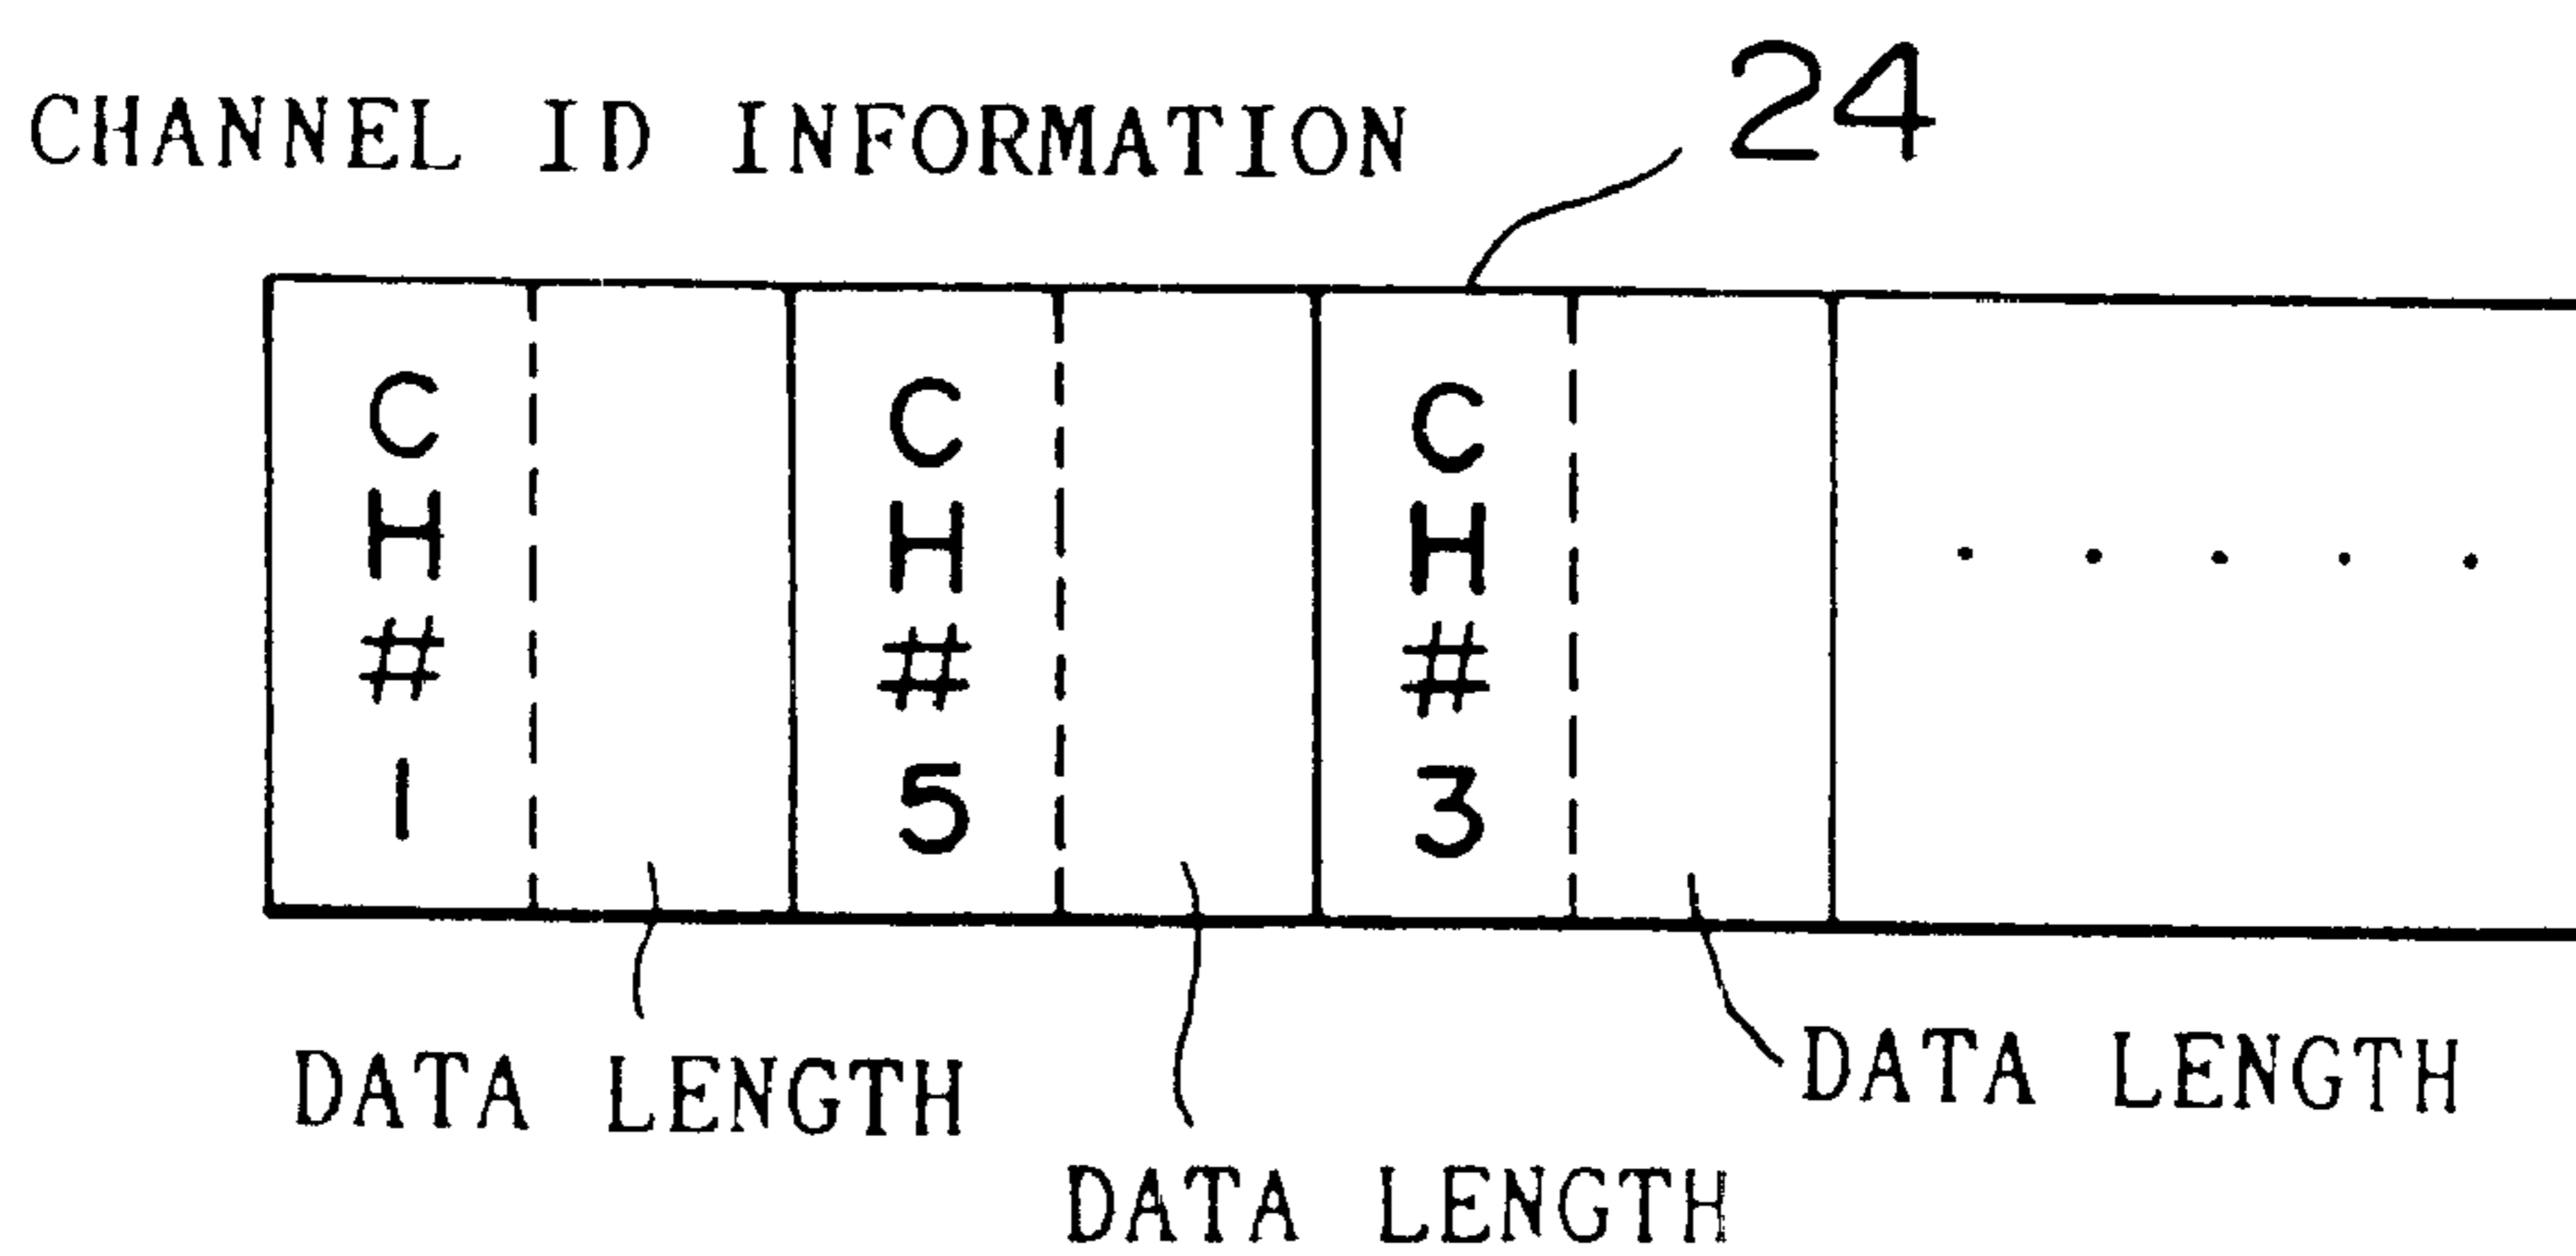 CHANNEL ID INFORMATION
24
CH#1
CH#5
CH#3
. . . . .
DATA LENGTH
DATA LENGTH
DATA LENGTH